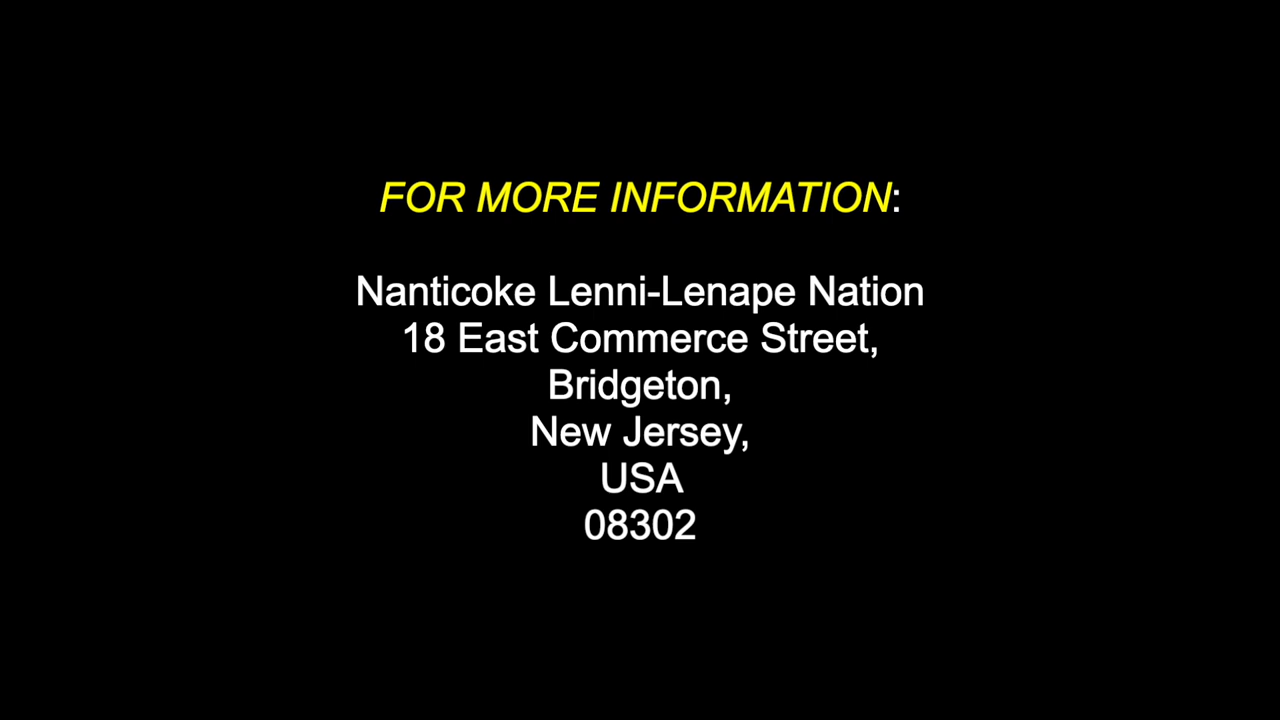 FOR MORE INFORMATION:
Nanticoke Lenni-Lenape Nation
18 East Commerce Street,
Bridgeton,
New Jersey,
USA
08302